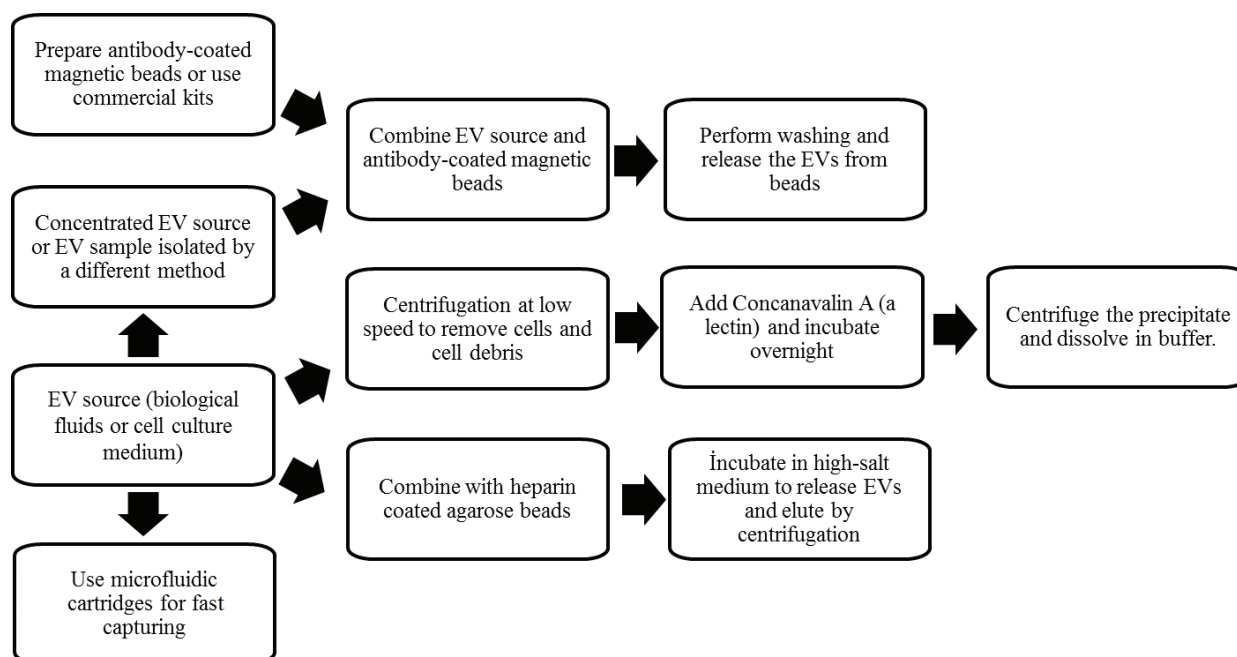 Prepare antibody-coated
magnetic beads or use
commercial kits
Combine EV source and
antibody-coated magnetic
beads
Perform washing and
release the EVs from
beads
Concentrated EV source
or EV sample isolated by
a different method
Centrifugation at low
speed to remove cells and
cell debris
Add Concanavalin A (a
lectin) and incubate
overnight
Centrifuge the precipitate
and dissolve in buffer.
EV source (biological
fluids or cell culture
medium)
Combine with heparin
coated agarose beads
İncubate in high-salt
medium to release EVs
and elute by
centrifugation
Use microfluidic
cartridges for fast
capturing